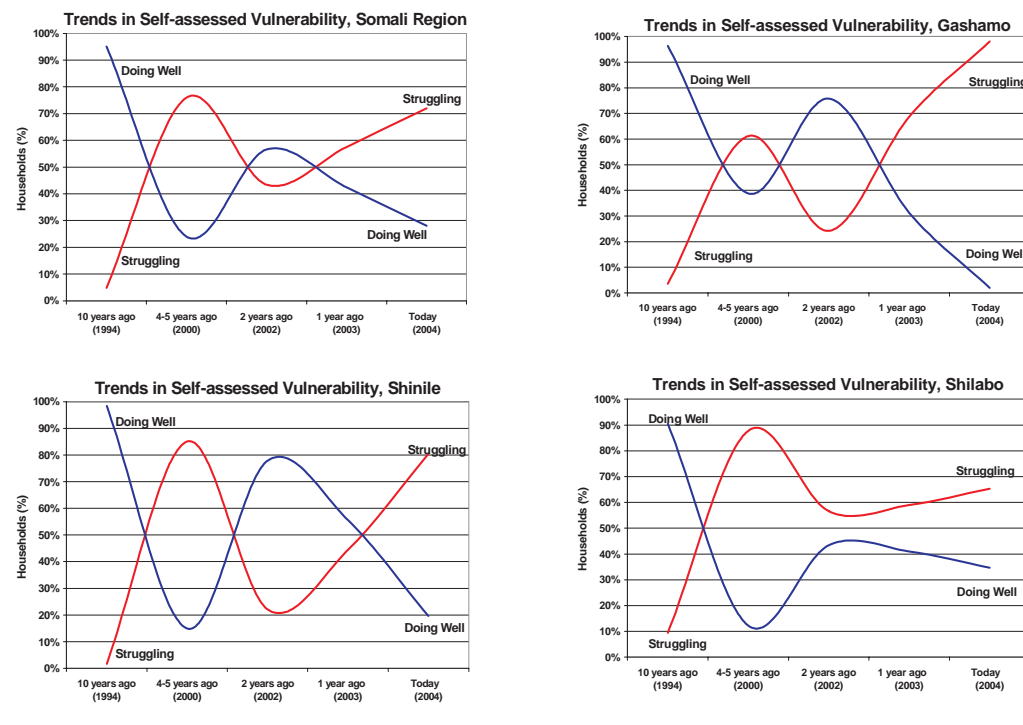 Trends in Self-assessed Vulnerability, Somali Region
100%
90%
80%
70%
60%
50%
40%
30%
20%
10%
0%
Households (%)
Doing Well
Struggling
Struggling
Doing Well
10 years ago 4-5 years ago 2 years ago 1 year ago Today
(1994) (2000) (2002) (2003) (2004)
Trends in Self-assessed Vulnerability, Gashamo
100%
90%
80%
70%
60%
50%
40%
30%
20%
10%
0%
Households (%)
Doing Well
Struggling
Struggling
Doing Well
10 years ago 4-5 years ago 2 years ago 1 year ago Today
(1994) (2000) (2002) (2003) (2004)
Trends in Self-assessed Vulnerability, Shinile
100%
90%
80%
70%
60%
50%
40%
30%
20%
10%
0%
Households (%)
Doing Well
Struggling
Struggling
Doing Well
10 years ago 4-5 years ago 2 years ago 1 year ago Today
(1994) (2000) (2002) (2003) (2004)
Trends in Self-assessed Vulnerability, Shilabo
100%
90%
80%
70%
60%
50%
40%
30%
20%
10%
0%
Households (%)
Doing Well
Struggling
Struggling
Doing Well
10 years ago 4-5 years ago 2 years ago 1 year ago Today
(1994) (2000) (2002) (2003) (2004)